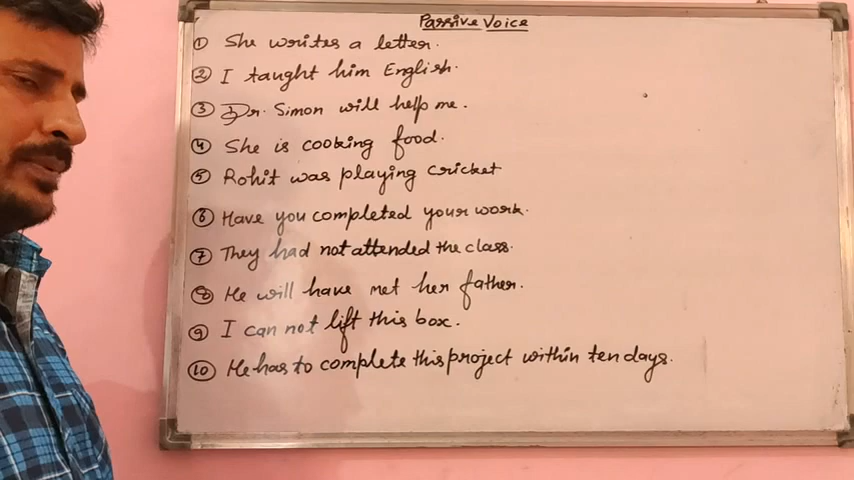 Passive Voice
① She writes a letter.
② I taught him English.
③ Dr. Simon will help me.
④ She is cooking food.
⑤ Rohit was playing cricket
⑥ Have you completed your work.
⑦ They had not attended the class.
⑧ He will have met her father.
⑨ I can not lift this box.
⑩ He has to complete this project within ten days.